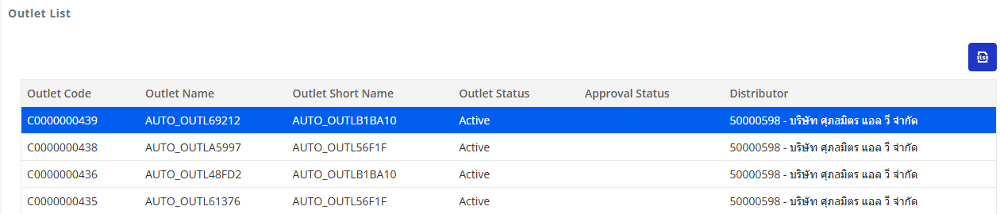 Outlet List
XLSX
Outlet Code Outlet Name Outlet Short Name Outlet Status Approval Status Distributor
C0000000439 AUTO_OUTL69212 AUTO_OUTLB1BA10 Active 50000598 - บริษัท ศุภลมิตร แอล วี จำกัด
C0000000438 AUTO_OUTLA5997 AUTO_OUTL56F1F Active 50000598 - บริษัท ศุภลมิตร แอล วี จำกัด
C0000000436 AUTO_OUTL48FD2 AUTO_OUTLB1BA10 Active 50000598 - บริษัท ศุภลมิตร แอล วี จำกัด
C0000000435 AUTO_OUTL61376 AUTO_OUTL56F1F Active 50000598 - บริษัท ศุภลมิตร แอล วี จำกัด